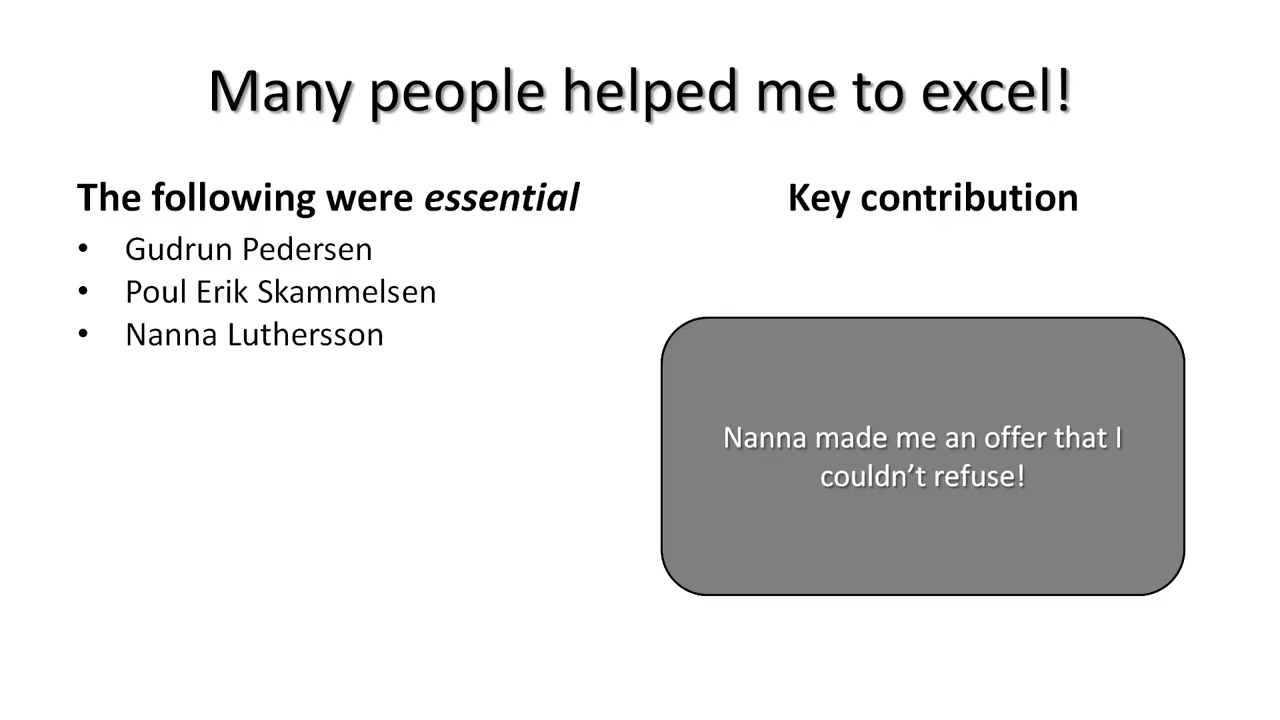 Many people helped me to excel!
The following were essential
• Gudrun Pedersen
• Poul Erik Skammelsen
• Nanna Luthersson
Key contribution
Nanna made me an offer that I
couldn’t refuse!